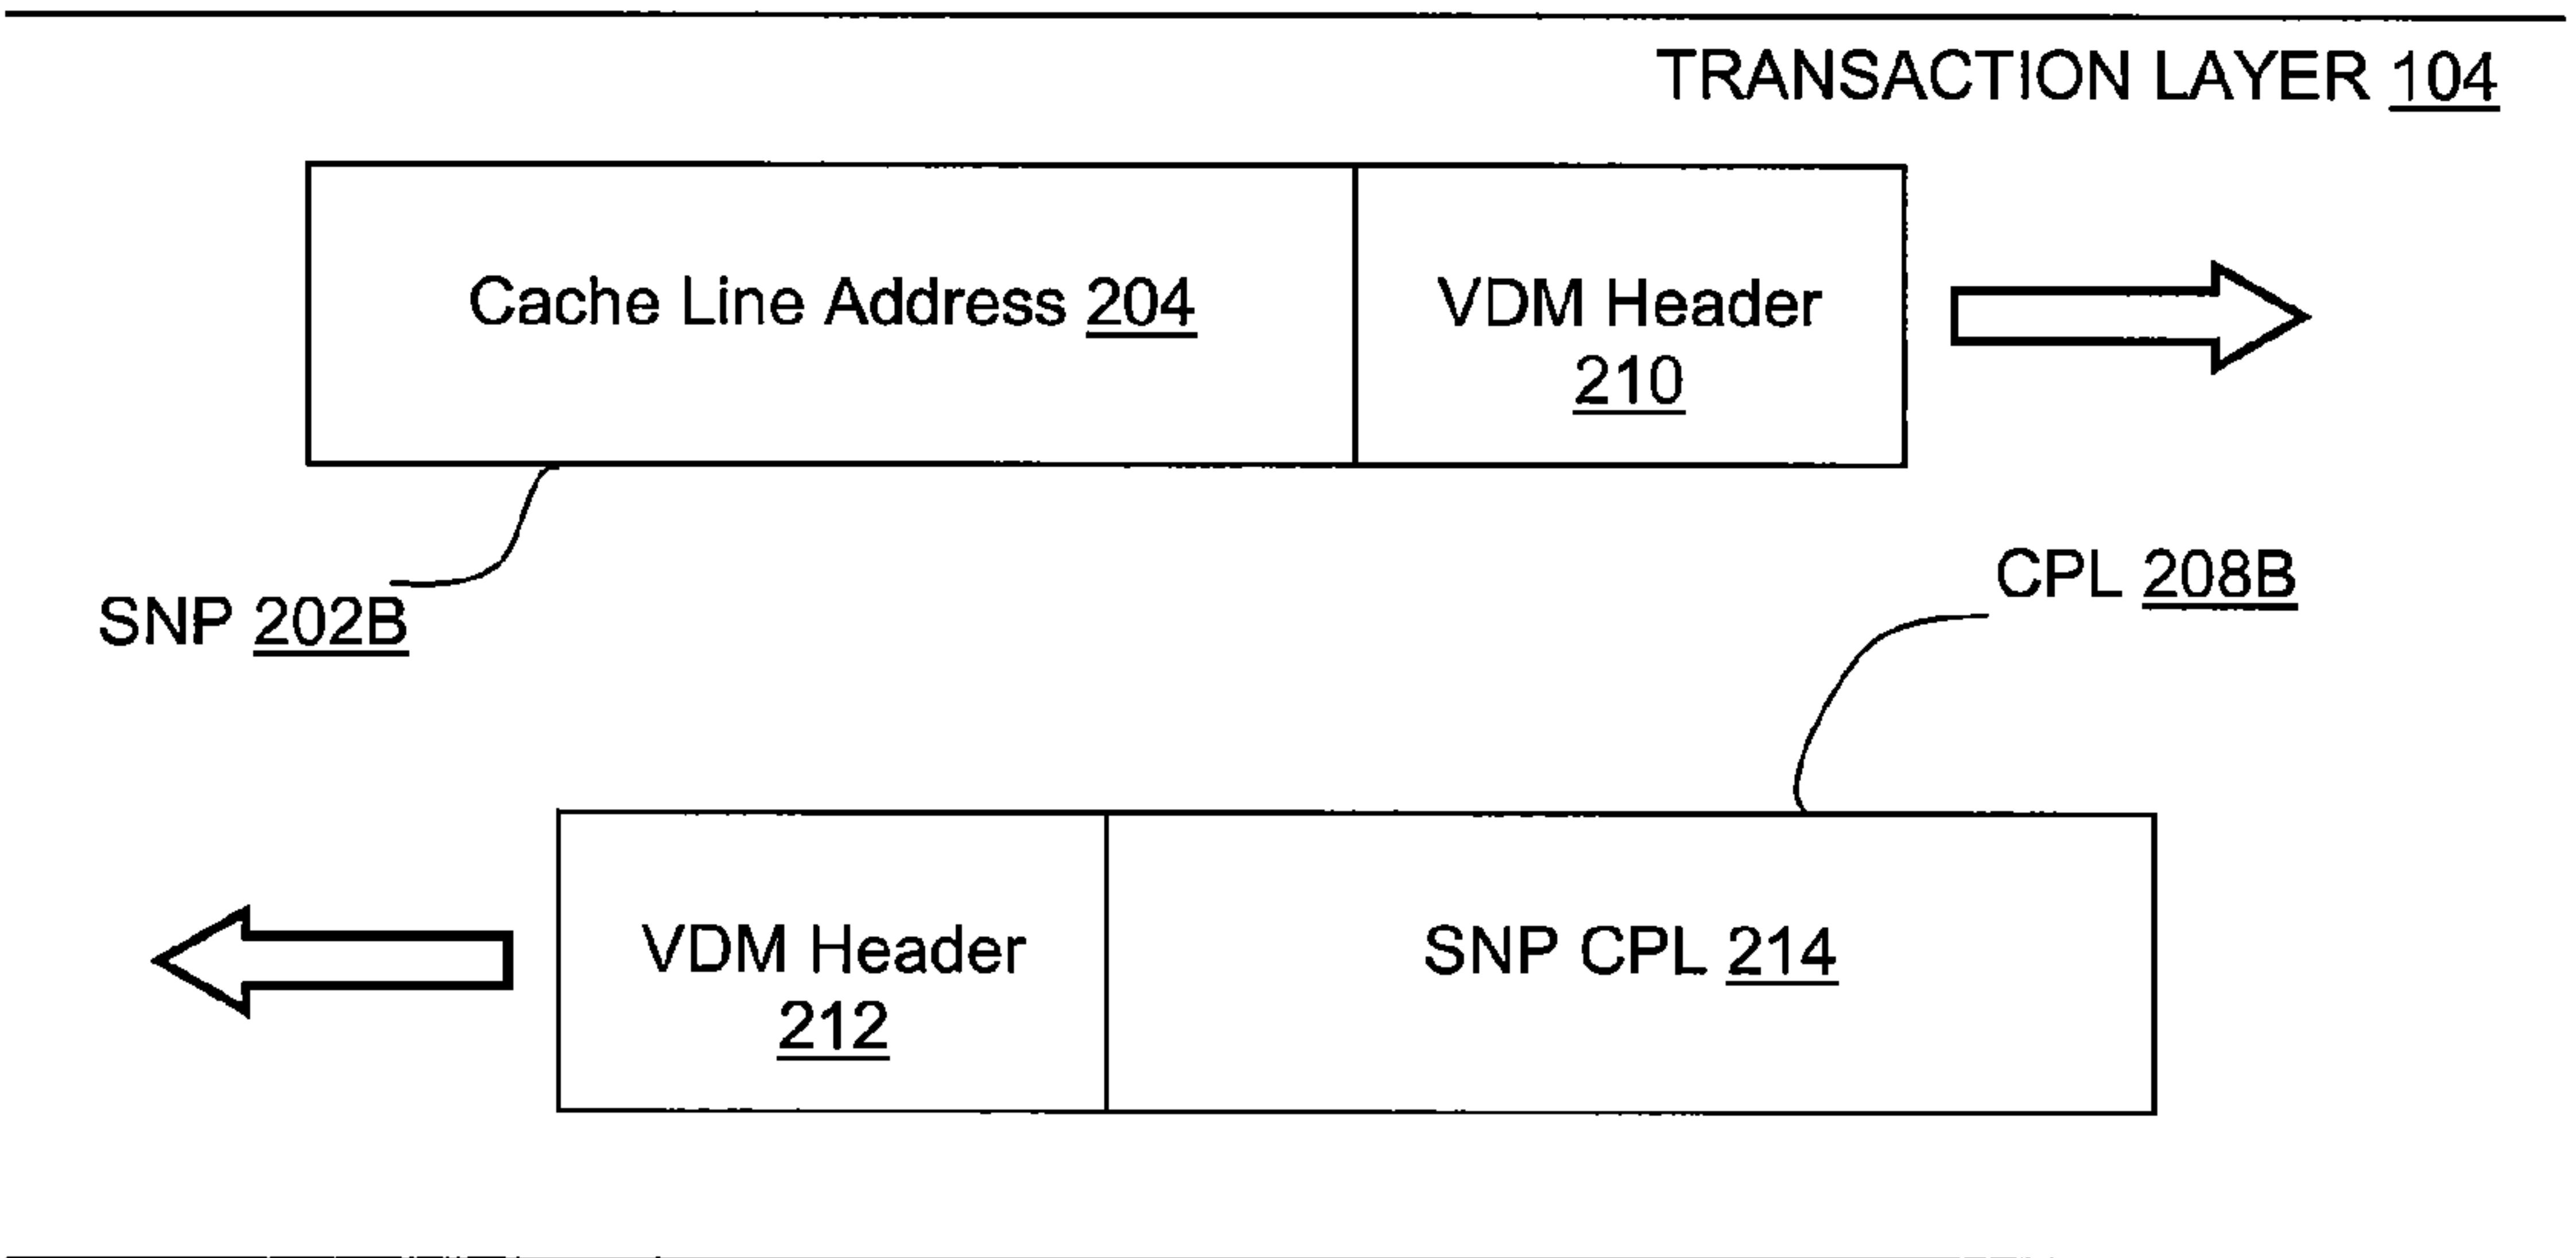 TRANSACTION LAYER 104
Cache Line Address 204
VDM Header
210
SNP 202B
CPL 208B
VDM Header
212
SNP CPL 214